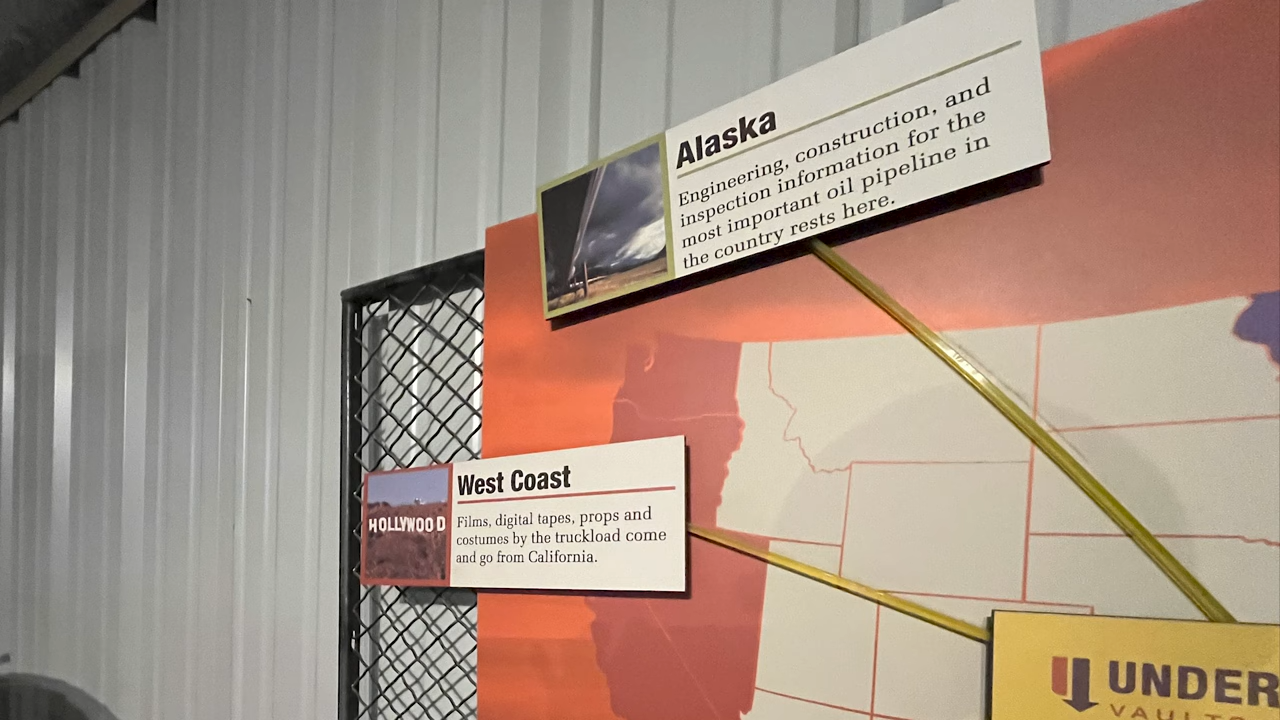 Alaska
Engineering, construction, and
inspection information for the
most important oil pipeline in
the country rests here.
HOLLYWOOD
West Coast
Films, digital tapes, props and
costumes by the truckload come
and go from California.
UNDER